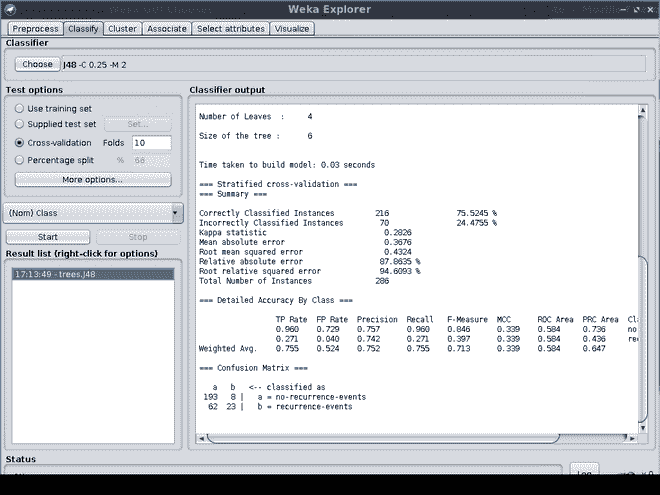 Weka Explorer
Preprocess Classify Cluster Associate Select attributes Visualize
Classifier
Choose J48 -C 0.25 -M 2
Test options
Use training set
Supplied test set Set...
Cross-validation Folds 10
Percentage split % 66
More options...
(Nom) Class
Start Stop
Result list (right-click for options)
17:13:49 - trees.J48
Classifier output
Number of Leaves : 4
Size of the tree : 6
Time taken to build model: 0.03 seconds
=== Stratified cross-validation ===
=== Summary ===
Correctly Classified Instances 216 75.5245 %
Incorrectly Classified Instances 70 24.4755 %
Kappa statistic 0.2826
Mean absolute error 0.3676
Root mean squared error 0.4324
Relative absolute error 87.8635 %
Root relative squared error 94.6093 %
Total Number of Instances 286
=== Detailed Accuracy By Class ===
TP Rate FP Rate Precision Recall F-Measure MCC ROC Area PRC Area Cla
0.960 0.729 0.757 0.960 0.846 0.339 0.584 0.736 no
0.271 0.040 0.742 0.271 0.397 0.339 0.584 0.436 rec
Weighted Avg. 0.755 0.524 0.752 0.755 0.713 0.339 0.584 0.647
=== Confusion Matrix ===
a b <-- classified as
193 8 | a = no-recurrence-events
62 23 | b = recurrence-events
Status
Log x 0